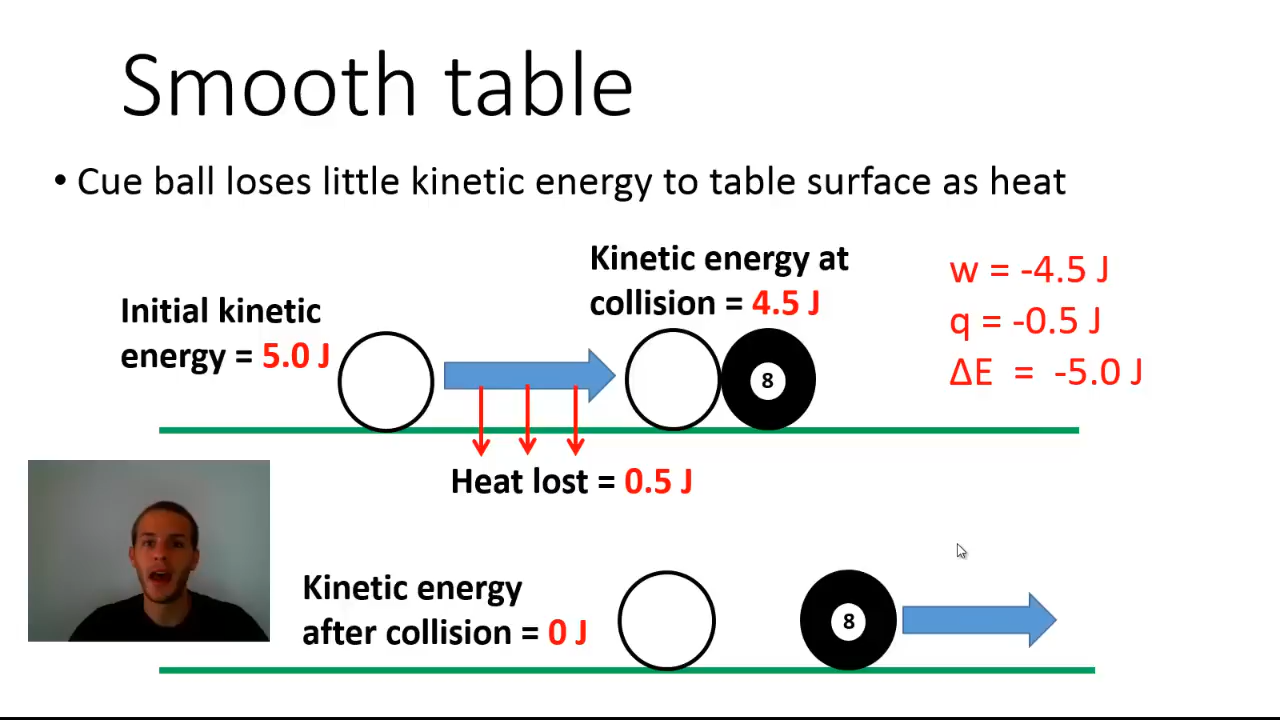 Smooth table
• Cue ball loses little kinetic energy to table surface as heat
Initial kinetic
energy = 5.0 J
Kinetic energy at
collision = 4.5 J
w = -4.5 J
q = -0.5 J
ΔE = -5.0 J
8
Heat lost = 0.5 J
Kinetic energy
after collision = 0 J
8